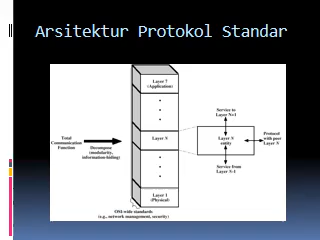 Arsitektur Protokol Standar
Layer 7
(Application)
Service to
Layer N+1
Total
Communication
Function
Decompose
(modularity,
information-hiding)
Layer N
Layer N
entity
Protocol
with peer
Layer N
Service from
Layer N-1
Layer 1
(Physical)
OSI-wide standards
(e.g., network management, security)